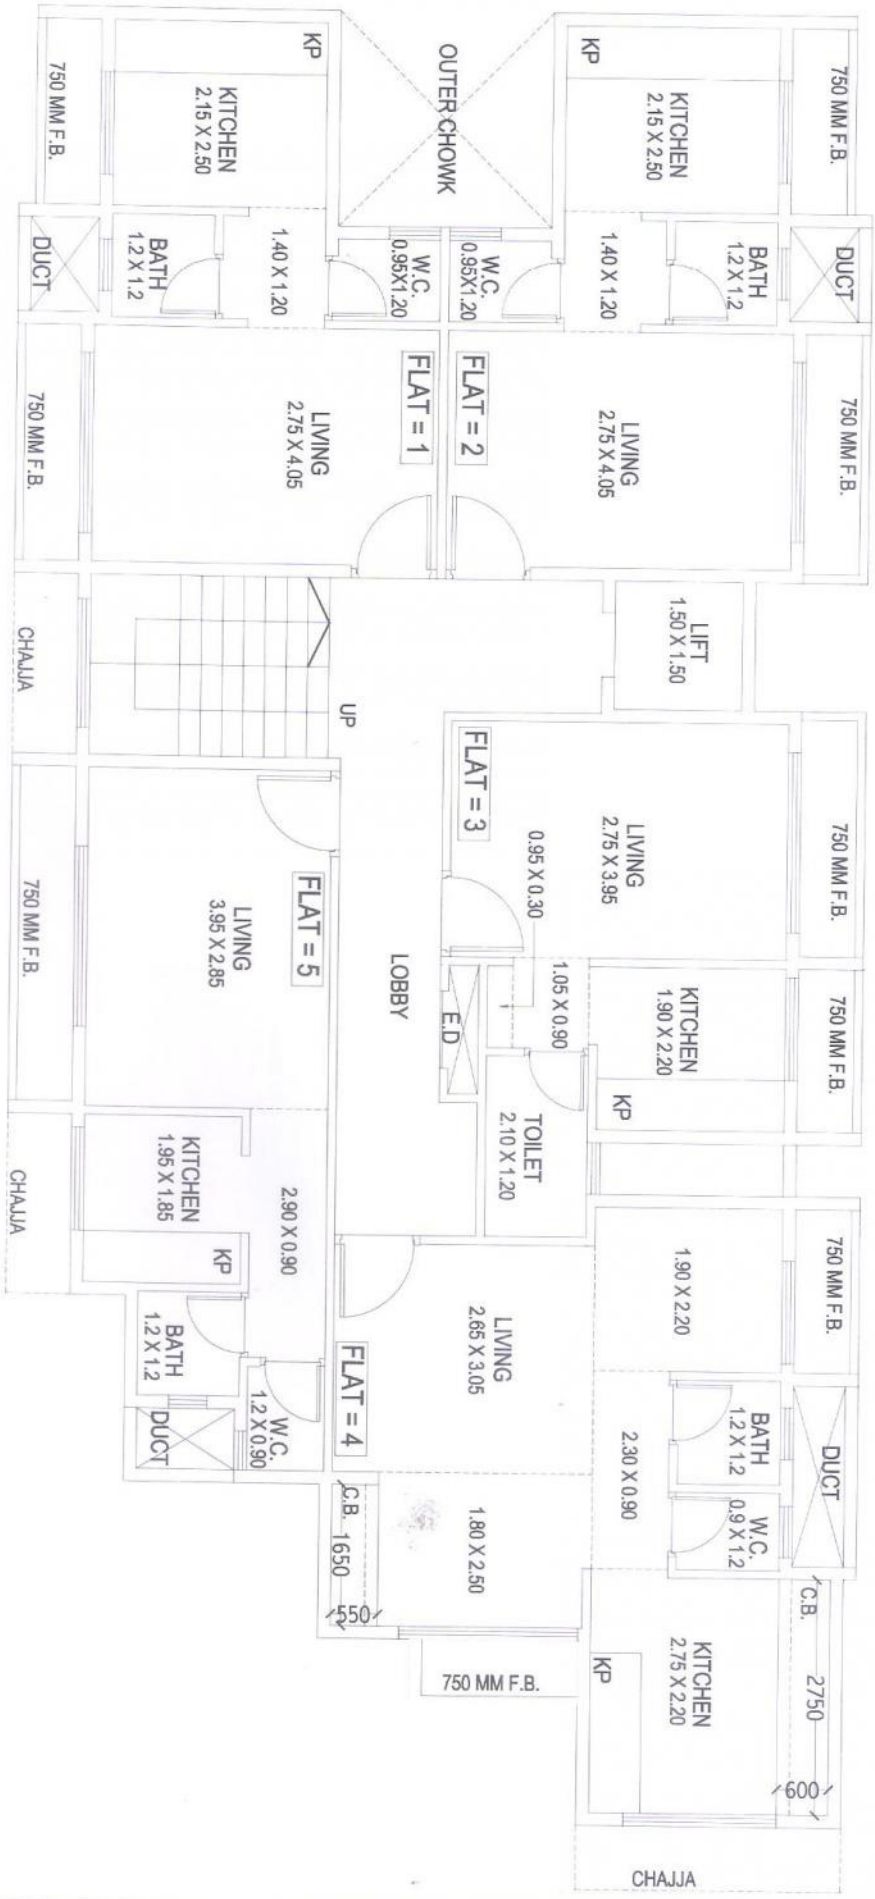 750 MM F.B.
KITCHEN
2.15 X 2.50
KP
OUTER CHOWK
KP
KITCHEN
2.15 X 2.50
750 MM F.B.
DUCT
BATH
1.2 X 1.2
1.40 X 1.20
W.C.
0.95X1.20
W.C.
0.95X1.20
1.40 X 1.20
BATH
1.2 X 1.2
DUCT
750 MM F.B.
LIVING
2.75 X 4.05
FLAT = 1
FLAT = 2
LIVING
2.75 X 4.05
750 MM F.B.
CHAJJA
UP
LIFT
1.50 X 1.50
750 MM F.B.
LIVING
3.95 X 2.85
FLAT = 5
LOBBY
FLAT = 3
0.95 X 0.30
LIVING
2.75 X 3.95
750 MM F.B.
E.D
1.05 X 0.90
KITCHEN
1.90 X 2.20
KP
750 MM F.B.
TOILET
2.10 X 1.20
CHAJJA
KITCHEN
1.95 X 1.85
KP
2.90 X 0.90
BATH
1.2 X 1.2
DUCT
W.C.
1.2 X 0.90
FLAT = 4
LIVING
2.65 X 3.05
1.90 X 2.20
750 MM F.B.
2.30 X 0.90
BATH
1.2 X 1.2
W.C.
0.9 X 1.2
DUCT
C.B. 1650
550
1.80 X 2.50
750 MM F.B.
KP
KITCHEN
2.75 X 2.20
C.B. 2750
600
CHAJJA